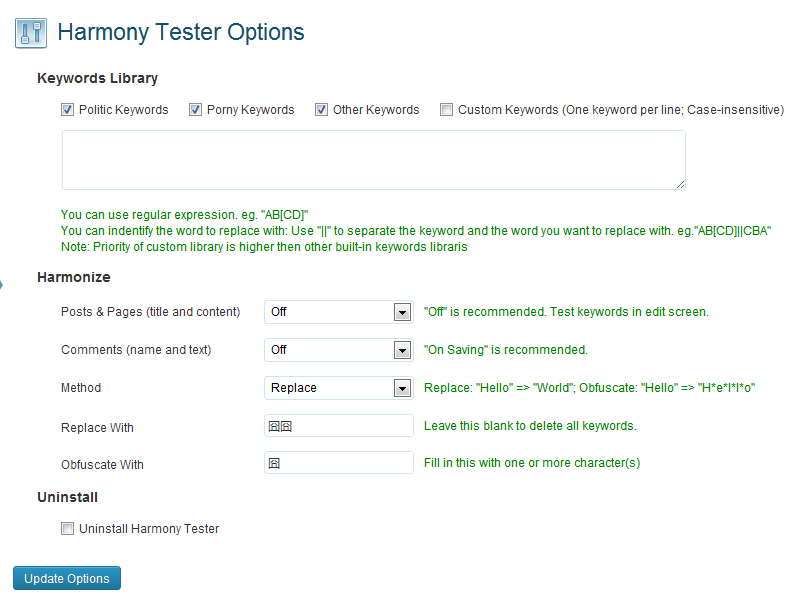 Harmony Tester Options
Keywords Library
Politic Keywords Porny Keywords Other Keywords Custom Keywords (One keyword per line; Case-insensitive)
You can use regular expression. eg. "AB[CD]"
You can indentify the word to replace with: Use "||" to separate the keyword and the word you want to replace with. eg."AB[CD]||CBA"
Note: Priority of custom library is higher then other built-in keywords libraris
Harmonize
Posts & Pages (title and content) Off "Off" is recommended. Test keywords in edit screen.
Comments (name and text) Off "On Saving" is recommended.
Method Replace Replace: "Hello" => "World"; Obfuscate: "Hello" => "H*e*l*l*o"
Replace With 囧囧 Leave this blank to delete all keywords.
Obfuscate With 囧 Fill in this with one or more character(s)
Uninstall
Uninstall Harmony Tester
Update Options